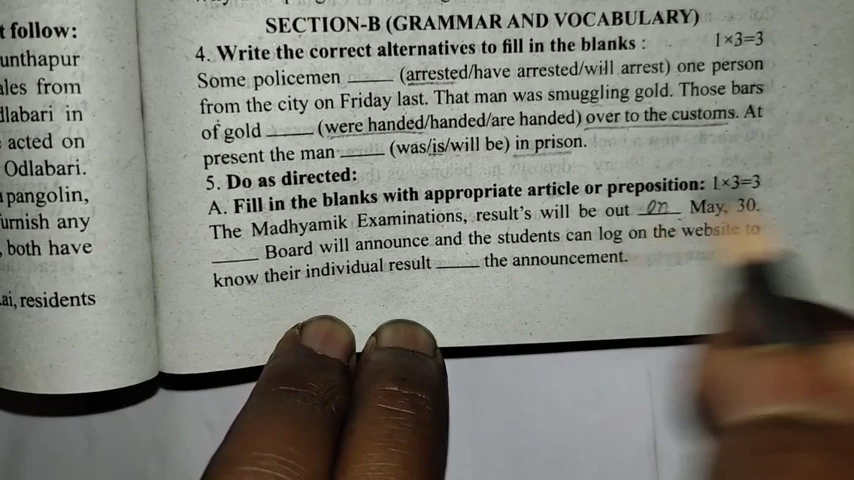 t follow:
unthapur
ales from
dlabari in
acted on
Odlabari.
pangolin,
urnish any
, both have
ai, residents
SECTION-B (GRAMMAR AND VOCABULARY)
4. Write the correct alternatives to fill in the blanks : 1×3=3
Some policemen ____ (arrested/have arrested/will arrest) one person
from the city on Friday last. That man was smuggling gold. Those bars
of gold ____ (were handed/handed/are handed) over to the customs. At
present the man ____ (was/is/will be) in prison.
5. Do as directed:
A. Fill in the blanks with appropriate article or preposition: 1×3=3
The Madhyamik Examinations, result's will be out on May, 30.
____ Board will announce and the students can log on the website to
know their individual result ____ the announcement.